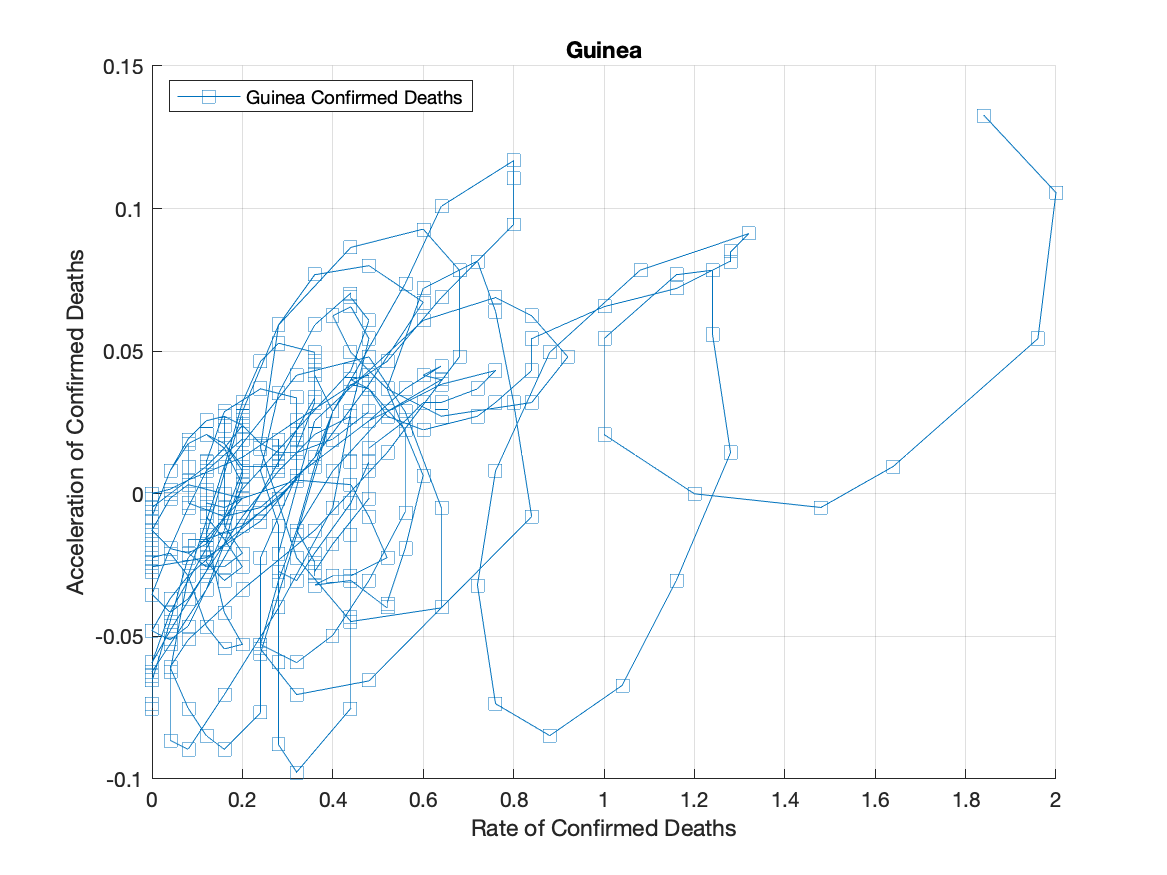 Guinea
0.15
Guinea Confirmed Deaths
0.1
0.05
0
-0.05
-0.1
Acceleration of Confirmed Deaths
0 0.2 0.4 0.6 0.8 1 1.2 1.4 1.6 1.8 2
Rate of Confirmed Deaths